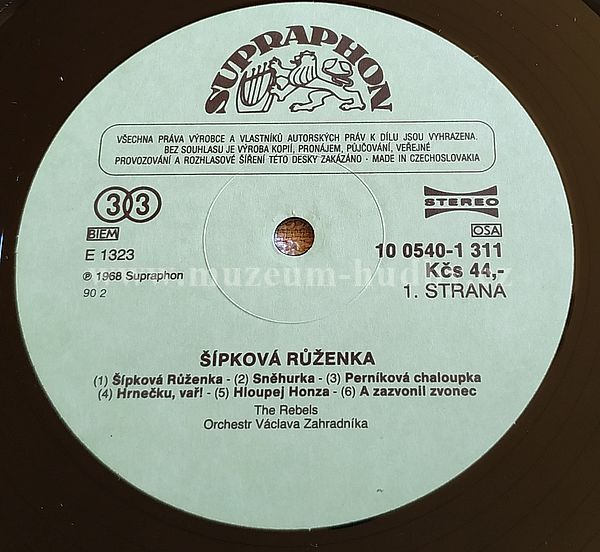 SUPRAPHON
VŠECHNA PRÁVA VÝROBCE A VLASTNÍKŮ AUTORSKÝCH PRÁV K DÍLU JSOU VYHRAZENA.
BEZ SOUHLASU JE VÝROBA KOPIÍ, PRONÁJEM, PŮJČOVÁNÍ, VEŘEJNÉ
PROVOZOVÁNÍ A ROZHLASOVÉ ŠÍŘENÍ TÉTO DESKY ZAKÁZÁNO - MADE IN CZECHOSLOVAKIA
33
STEREO
BIEM
OSA
E 1323
10 0540-1 311
Ⓟ 1968 Supraphon
Kčs 44,-
90 2
1. STRANA
ŠÍPKOVÁ RŮŽENKA
(1) Šípková Růženka - (2) Sněhurka - (3) Perníková chaloupka
(4) Hrnečku, vař! - (5) Hloupej Honza - (6) A zazvonil zvonec
The Rebels
Orchestr Václava Zahradníka